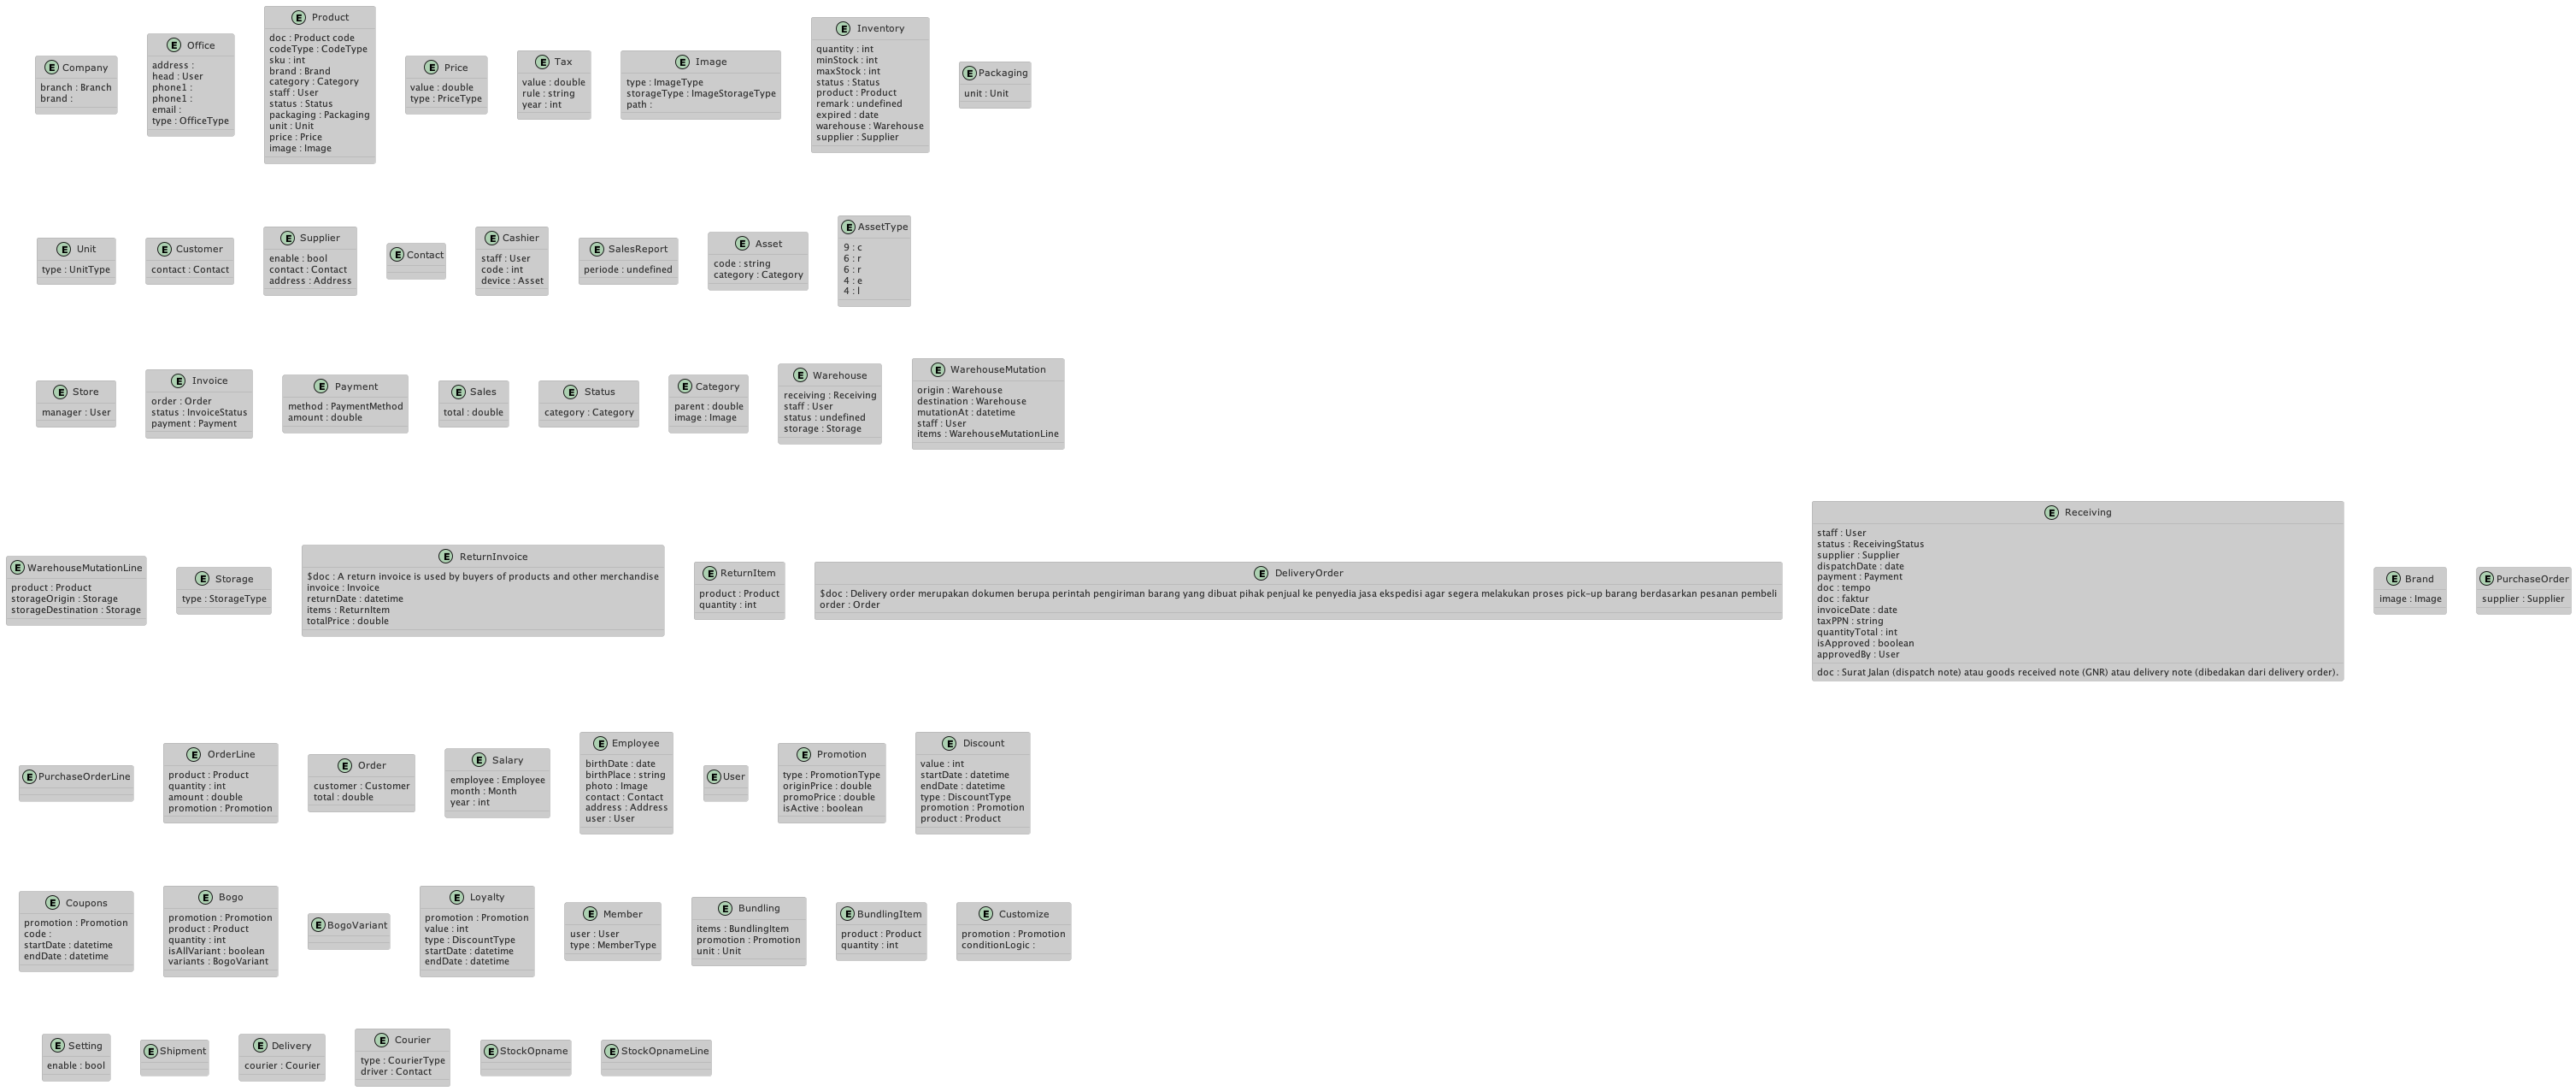 E Company
branch : Branch
brand :
E Office
address :
head : User
phone1 :
phone1 :
email :
type : OfficeType
E Product
doc : Product code
codeType : CodeType
sku : int
brand : Brand
category : Category
staff : User
status : Status
packaging : Packaging
unit : Unit
price : Price
image : Image
E Price
value : double
type : PriceType
E Tax
value : double
rule : string
year : int
E Image
type : ImageType
storageType : ImageStorageType
path :
E Inventory
quantity : int
minStock : int
maxStock : int
status : Status
product : Product
remark : undefined
expired : date
warehouse : Warehouse
supplier : Supplier
E Packaging
unit : Unit
E Unit
type : UnitType
E Customer
contact : Contact
E Supplier
enable : bool
contact : Contact
address : Address
E Contact
E Cashier
staff : User
code : int
device : Asset
E SalesReport
periode : undefined
E Asset
code : string
category : Category
E AssetType
9 : c
6 : r
6 : r
4 : e
4 : l
E Store
manager : User
E Invoice
order : Order
status : InvoiceStatus
payment : Payment
E Payment
method : PaymentMethod
amount : double
E Sales
total : double
E Status
category : Category
E Category
parent : double
image : Image
E Warehouse
receiving : Receiving
staff : User
status : undefined
storage : Storage
E WarehouseMutation
origin : Warehouse
destination : Warehouse
mutationAt : datetime
staff : User
items : WarehouseMutationLine
E WarehouseMutationLine
product : Product
storageOrigin : Storage
storageDestination : Storage
E Storage
type : StorageType
E ReturnInvoice
$doc : A return invoice is used by buyers of products and other merchandise
invoice : Invoice
returnDate : datetime
items : ReturnItem
totalPrice : double
E ReturnItem
product : Product
quantity : int
E DeliveryOrder
$doc : Delivery order merupakan dokumen berupa perintah pengiriman barang yang dibuat pihak penjual ke penyedia jasa ekspedisi agar segera melakukan proses pick-up barang berdasarkan pesanan pembeli
order : Order
E Receiving
staff : User
status : ReceivingStatus
supplier : Supplier
dispatchDate : date
payment : Payment
doc : tempo
doc : faktur
invoiceDate : date
taxPPN : string
quantityTotal : int
isApproved : boolean
approvedBy : User
doc : Surat Jalan (dispatch note) atau goods received note (GNR) atau delivery note (dibedakan dari delivery order).
E Brand
image : Image
E PurchaseOrder
supplier : Supplier
E PurchaseOrderLine
E OrderLine
product : Product
quantity : int
amount : double
promotion : Promotion
E Order
customer : Customer
total : double
E Salary
employee : Employee
month : Month
year : int
E Employee
birthDate : date
birthPlace : string
photo : Image
contact : Contact
address : Address
user : User
E User
E Promotion
type : PromotionType
originPrice : double
promoPrice : double
isActive : boolean
E Discount
value : int
startDate : datetime
endDate : datetime
type : DiscountType
promotion : Promotion
product : Product
E Coupons
promotion : Promotion
code :
startDate : datetime
endDate : datetime
E Bogo
promotion : Promotion
product : Product
quantity : int
isAllVariant : boolean
variants : BogoVariant
E BogoVariant
E Loyalty
promotion : Promotion
value : int
type : DiscountType
startDate : datetime
endDate : datetime
E Member
user : User
type : MemberType
E Bundling
items : BundlingItem
promotion : Promotion
unit : Unit
E BundlingItem
product : Product
quantity : int
E Customize
promotion : Promotion
conditionLogic :
E Setting
enable : bool
E Shipment
E Delivery
courier : Courier
E Courier
type : CourierType
driver : Contact
E StockOpname
E StockOpnameLine